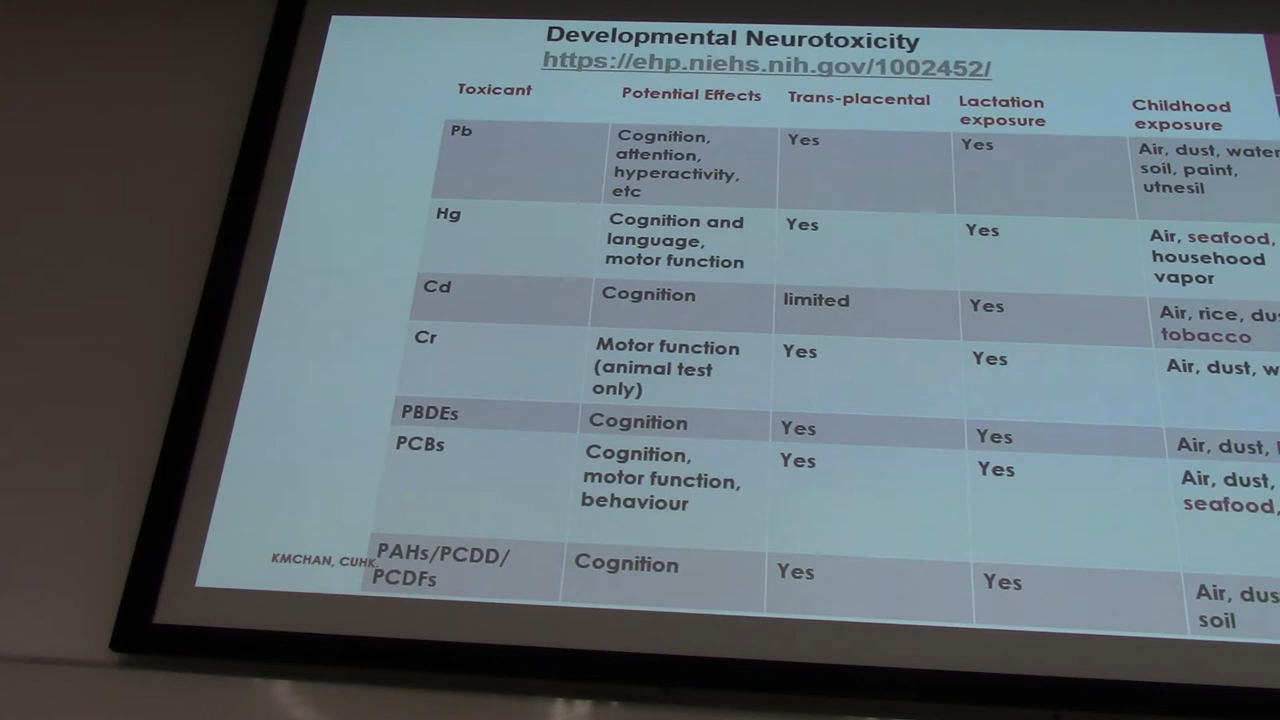 Developmental Neurotoxicity
https://ehp.niehs.nih.gov/1002452/
Toxicant Potential Effects Trans-placental Lactation exposure Childhood exposure
Pb
Cognition,
attention,
hyperactivity,
etc
Yes
Yes
Air, dust, water
soil, paint,
utnesil
Hg
Cognition and
language,
motor function
Yes
Yes
Air, seafood,
househood
vapor
Cd
Cognition
limited
Yes
Air, rice,
tobacco
Cr
Motor function
(animal test
only)
Yes
Yes
Air, dust,
PBDEs
Cognition
Yes
Yes
Air, dust,
PCBs
Cognition,
motor function,
behaviour
Yes
Yes
Air, dust,
seafood,
PAHs/PCDD/
PCDFs
Cognition
Yes
Yes
Air,
soil
KMCHAN, CUHK